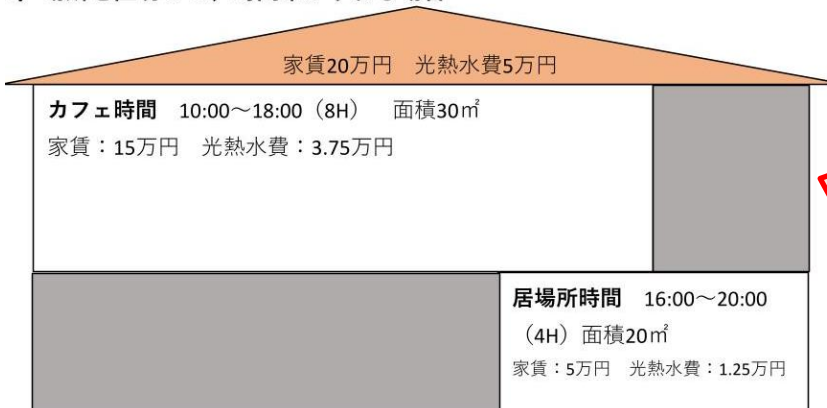 家賃20万円　光熱水費5万円
カフェ時間　10:00～18:00（8H）　面積30㎡
家賃：15万円　光熱水費：3.75万円
居場所時間　16:00～20:00
（4H）面積20㎡
家賃：5万円　光熱水費：1.25万円